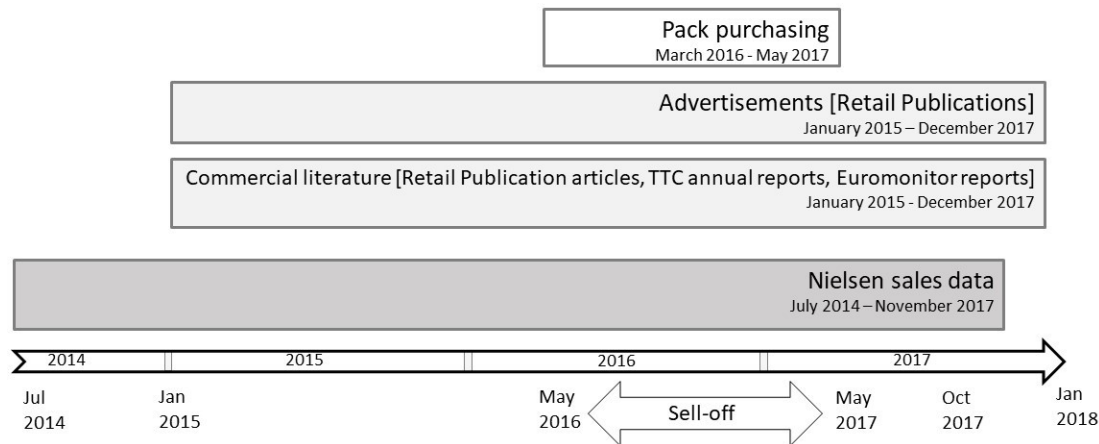 Pack purchasing
March 2016 - May 2017
Advertisements [Retail Publications]
January 2015 – December 2017
Commercial literature [Retail Publication articles, TTC annual reports, Euromonitor reports]
January 2015 - December 2017
Nielsen sales data
July 2014 – November 2017
2014 2015 2016 2017
Jul 2014
Jan 2015
May 2016
Sell-off
May 2017
Oct 2017
Jan 2018